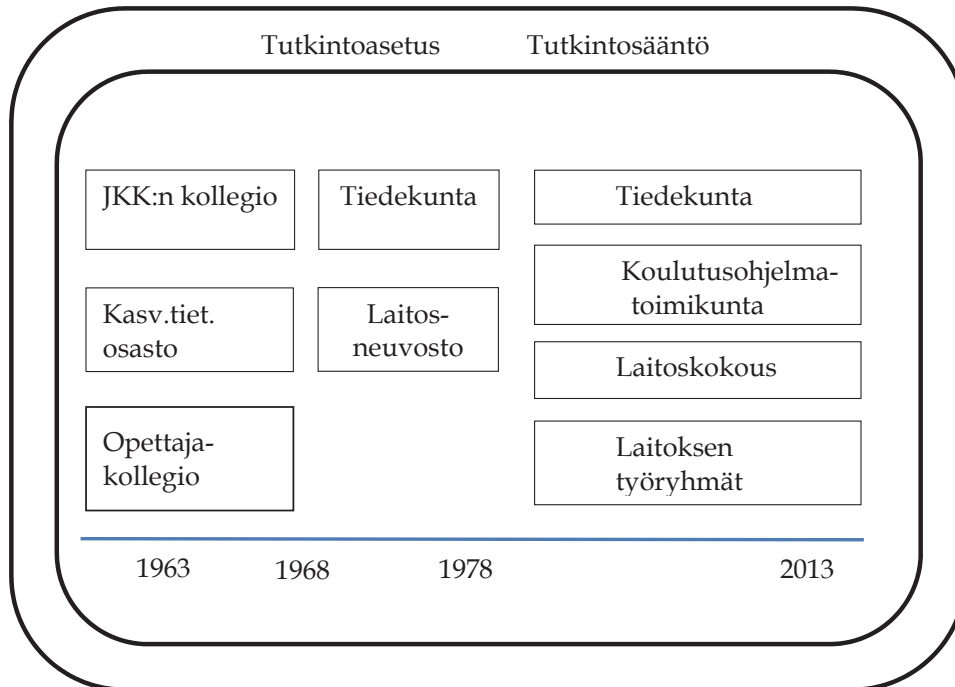 Tutkintoasetus Tutkintosääntö
JKK:n kollegio
Kasv.tiet.
osasto
Opettaja-
kollegio
Tiedekunta
Laitos-
neuvosto
Tiedekunta
Koulutusohjelma-
toimikunta
Laitoskokous
Laitoksen
työryhmät
1963 1968 1978 2013